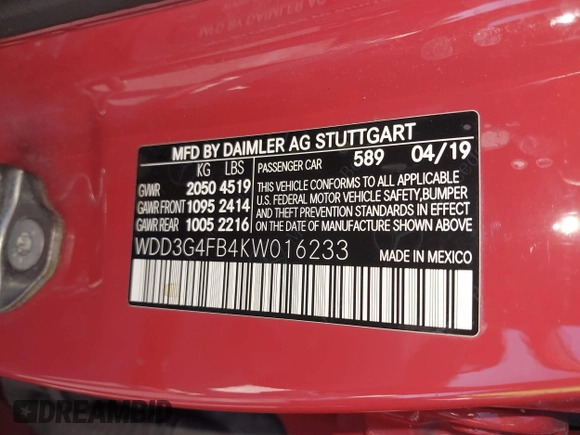 MFD BY DAIMLER AG STUTTGART
KG LBS PASSENGER CAR 589 04/19
GVWR 2050 4519
GAWR FRONT 1095 2414
GAWR REAR 1005 2216
THIS VEHICLE CONFORMS TO ALL APPLICABLE
U.S. FEDERAL MOTOR VEHICLE SAFETY, BUMPER
AND THEFT PREVENTION STANDARDS IN EFFECT
ON THE DATE OF MANUFACTURE SHOWN ABOVE.
WDD3G4FB4KW016233
MADE IN MEXICO
DREAMBID